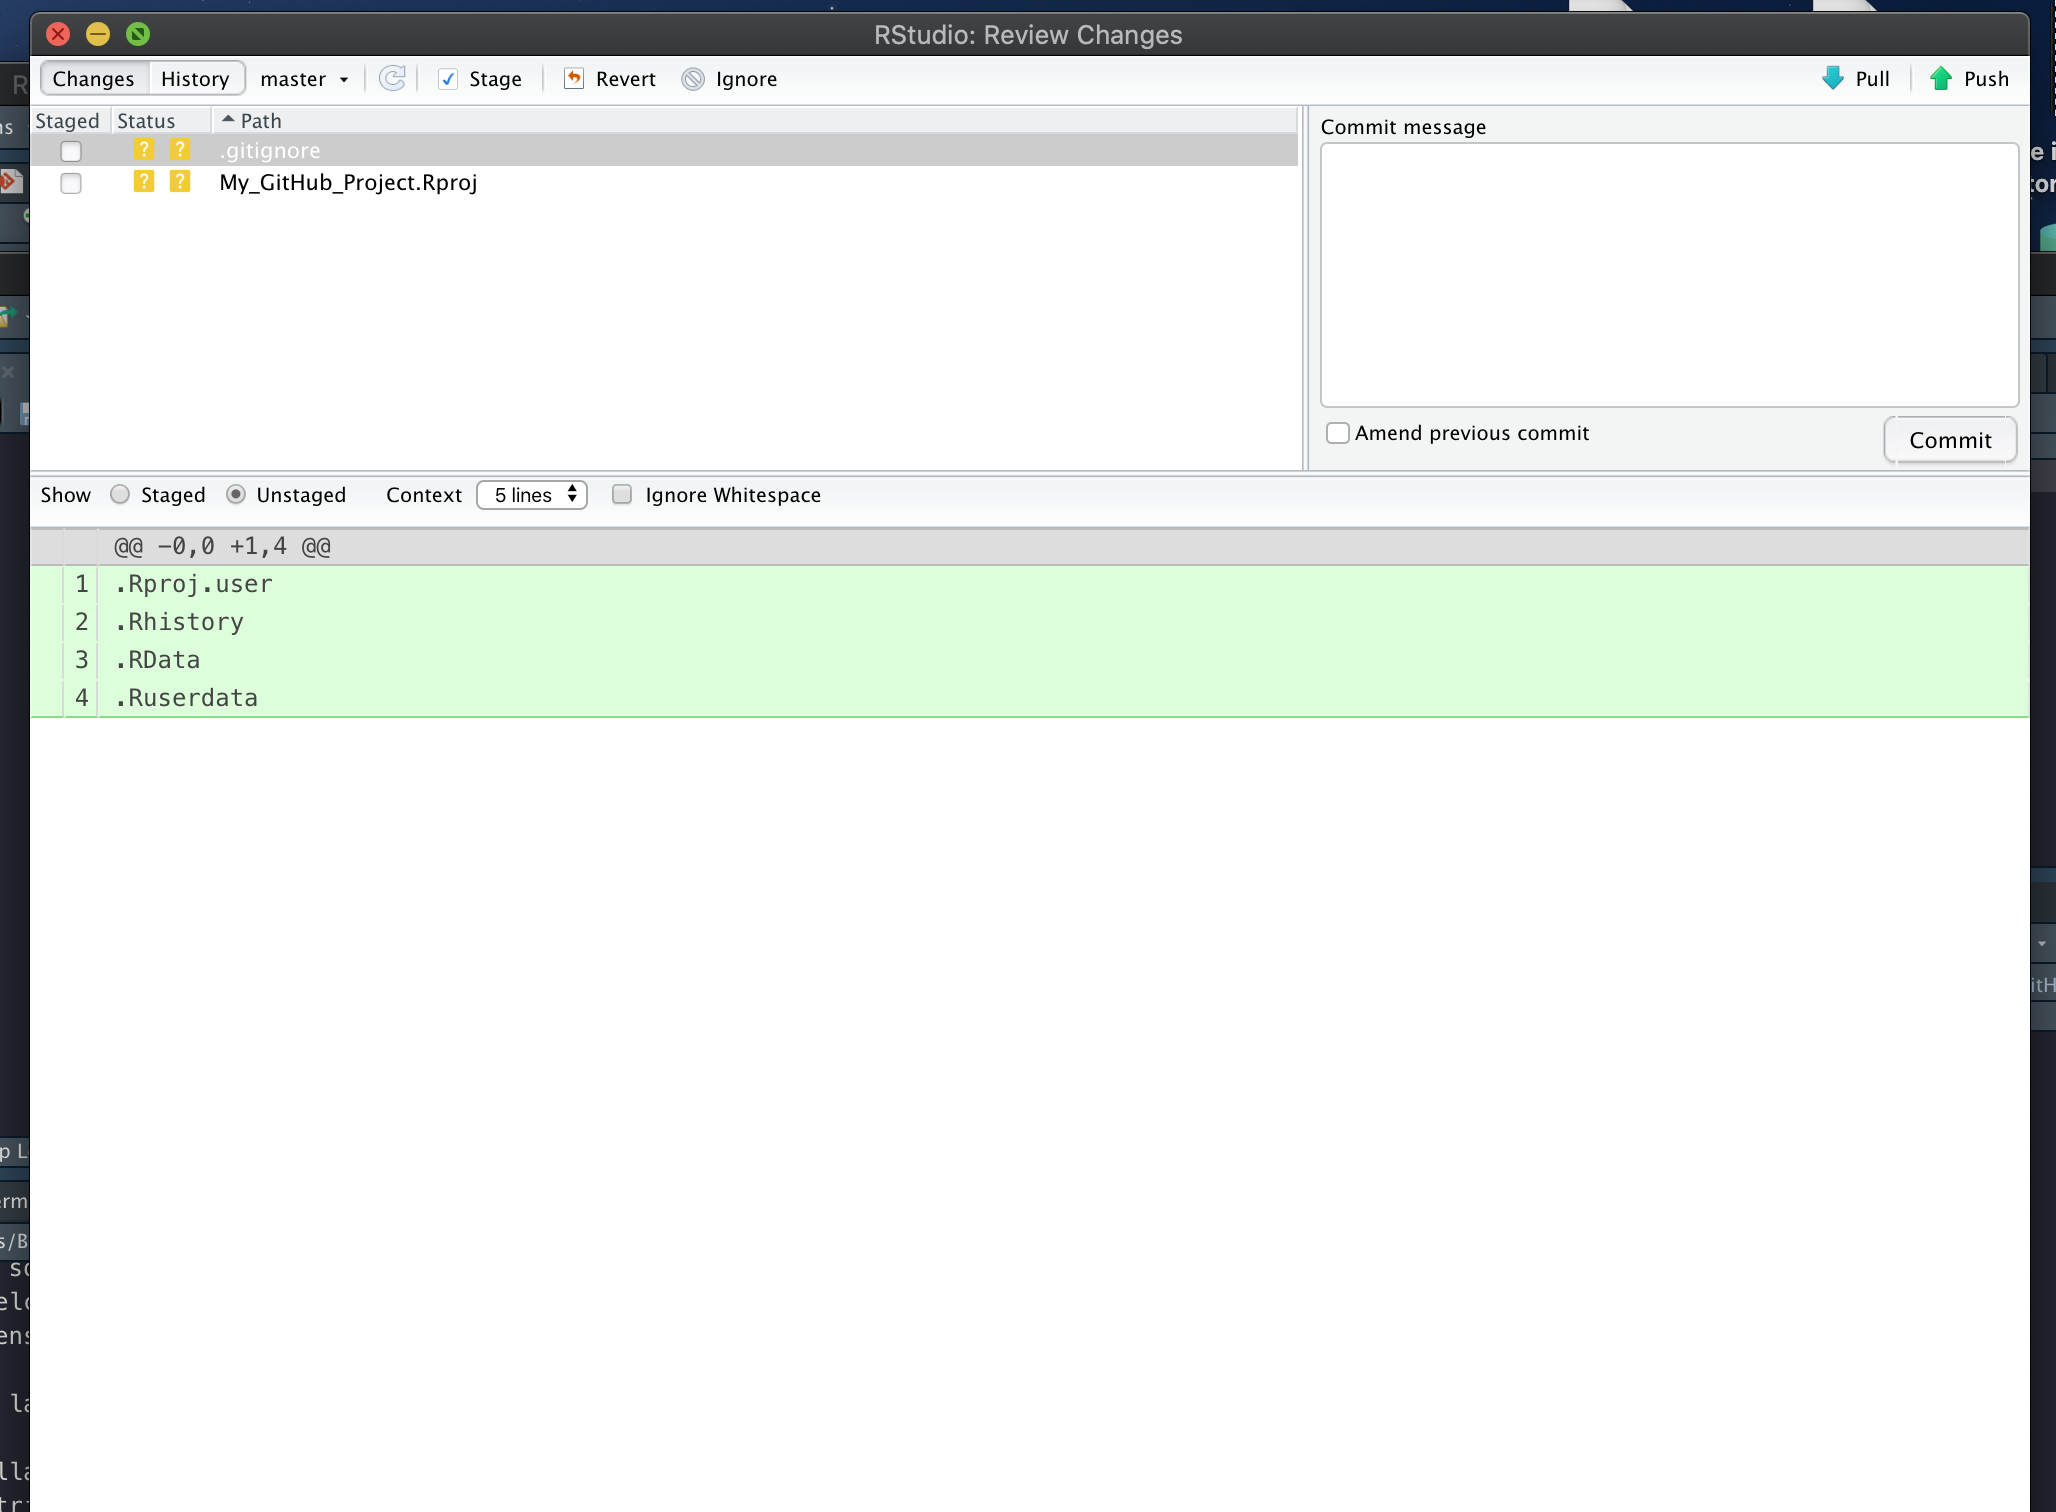 RStudio: Review Changes
Changes History master Stage Revert Ignore Pull Push
Staged Status Path
? ? .gitignore
? ? My_GitHub_Project.Rproj
Commit message
Amend previous commit
Commit
Show Staged Unstaged Context 5 lines Ignore Whitespace
@@ -0,0 +1,4 @@
1 .Rproj.user
2 .Rhistory
3 .RData
4 .Ruserdata